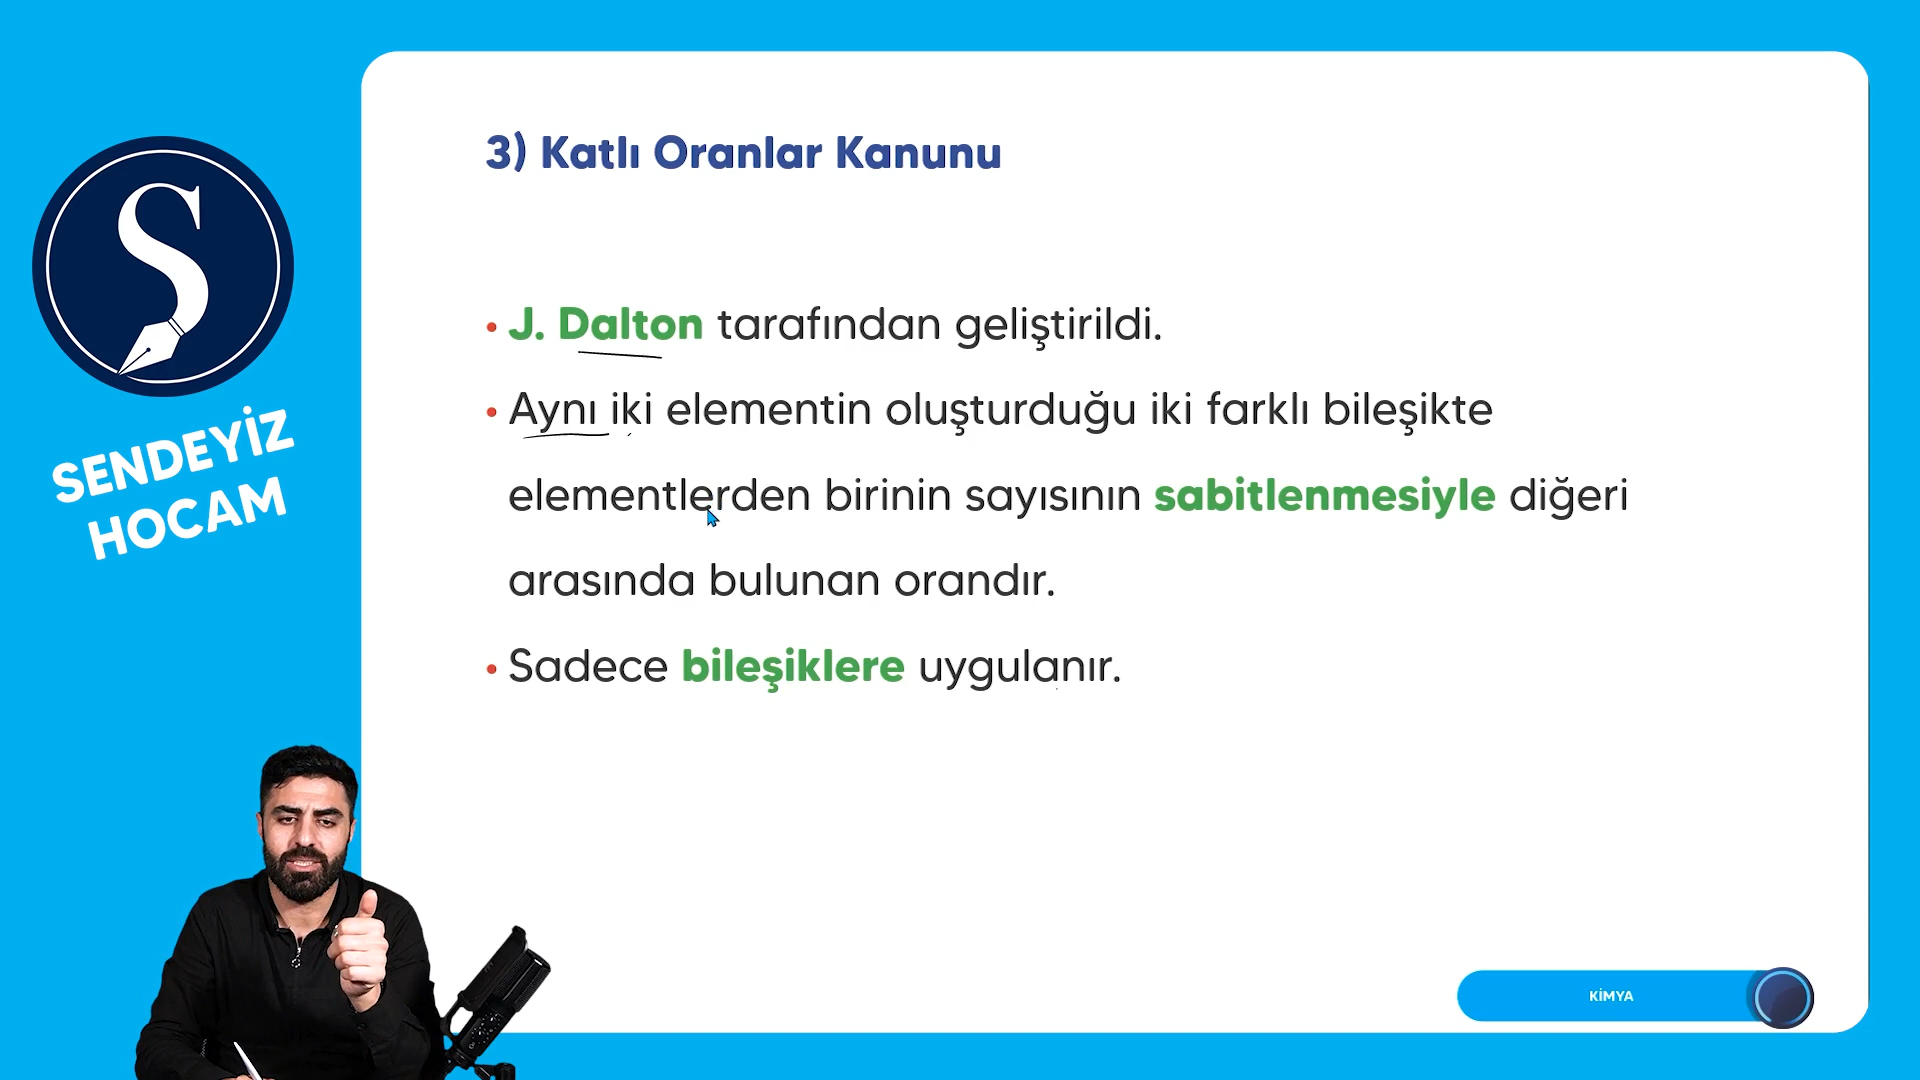 SENDEYİZ
HOCAM
3) Katlı Oranlar Kanunu
• J. Dalton tarafından geliştirildi.
• Aynı iki elementin oluşturduğu iki farklı bileşikte
elementlerden birinin sayısının sabitlenmesiyle diğeri
arasında bulunan orandır.
• Sadece bileşiklere uygulanır.
KİMYA